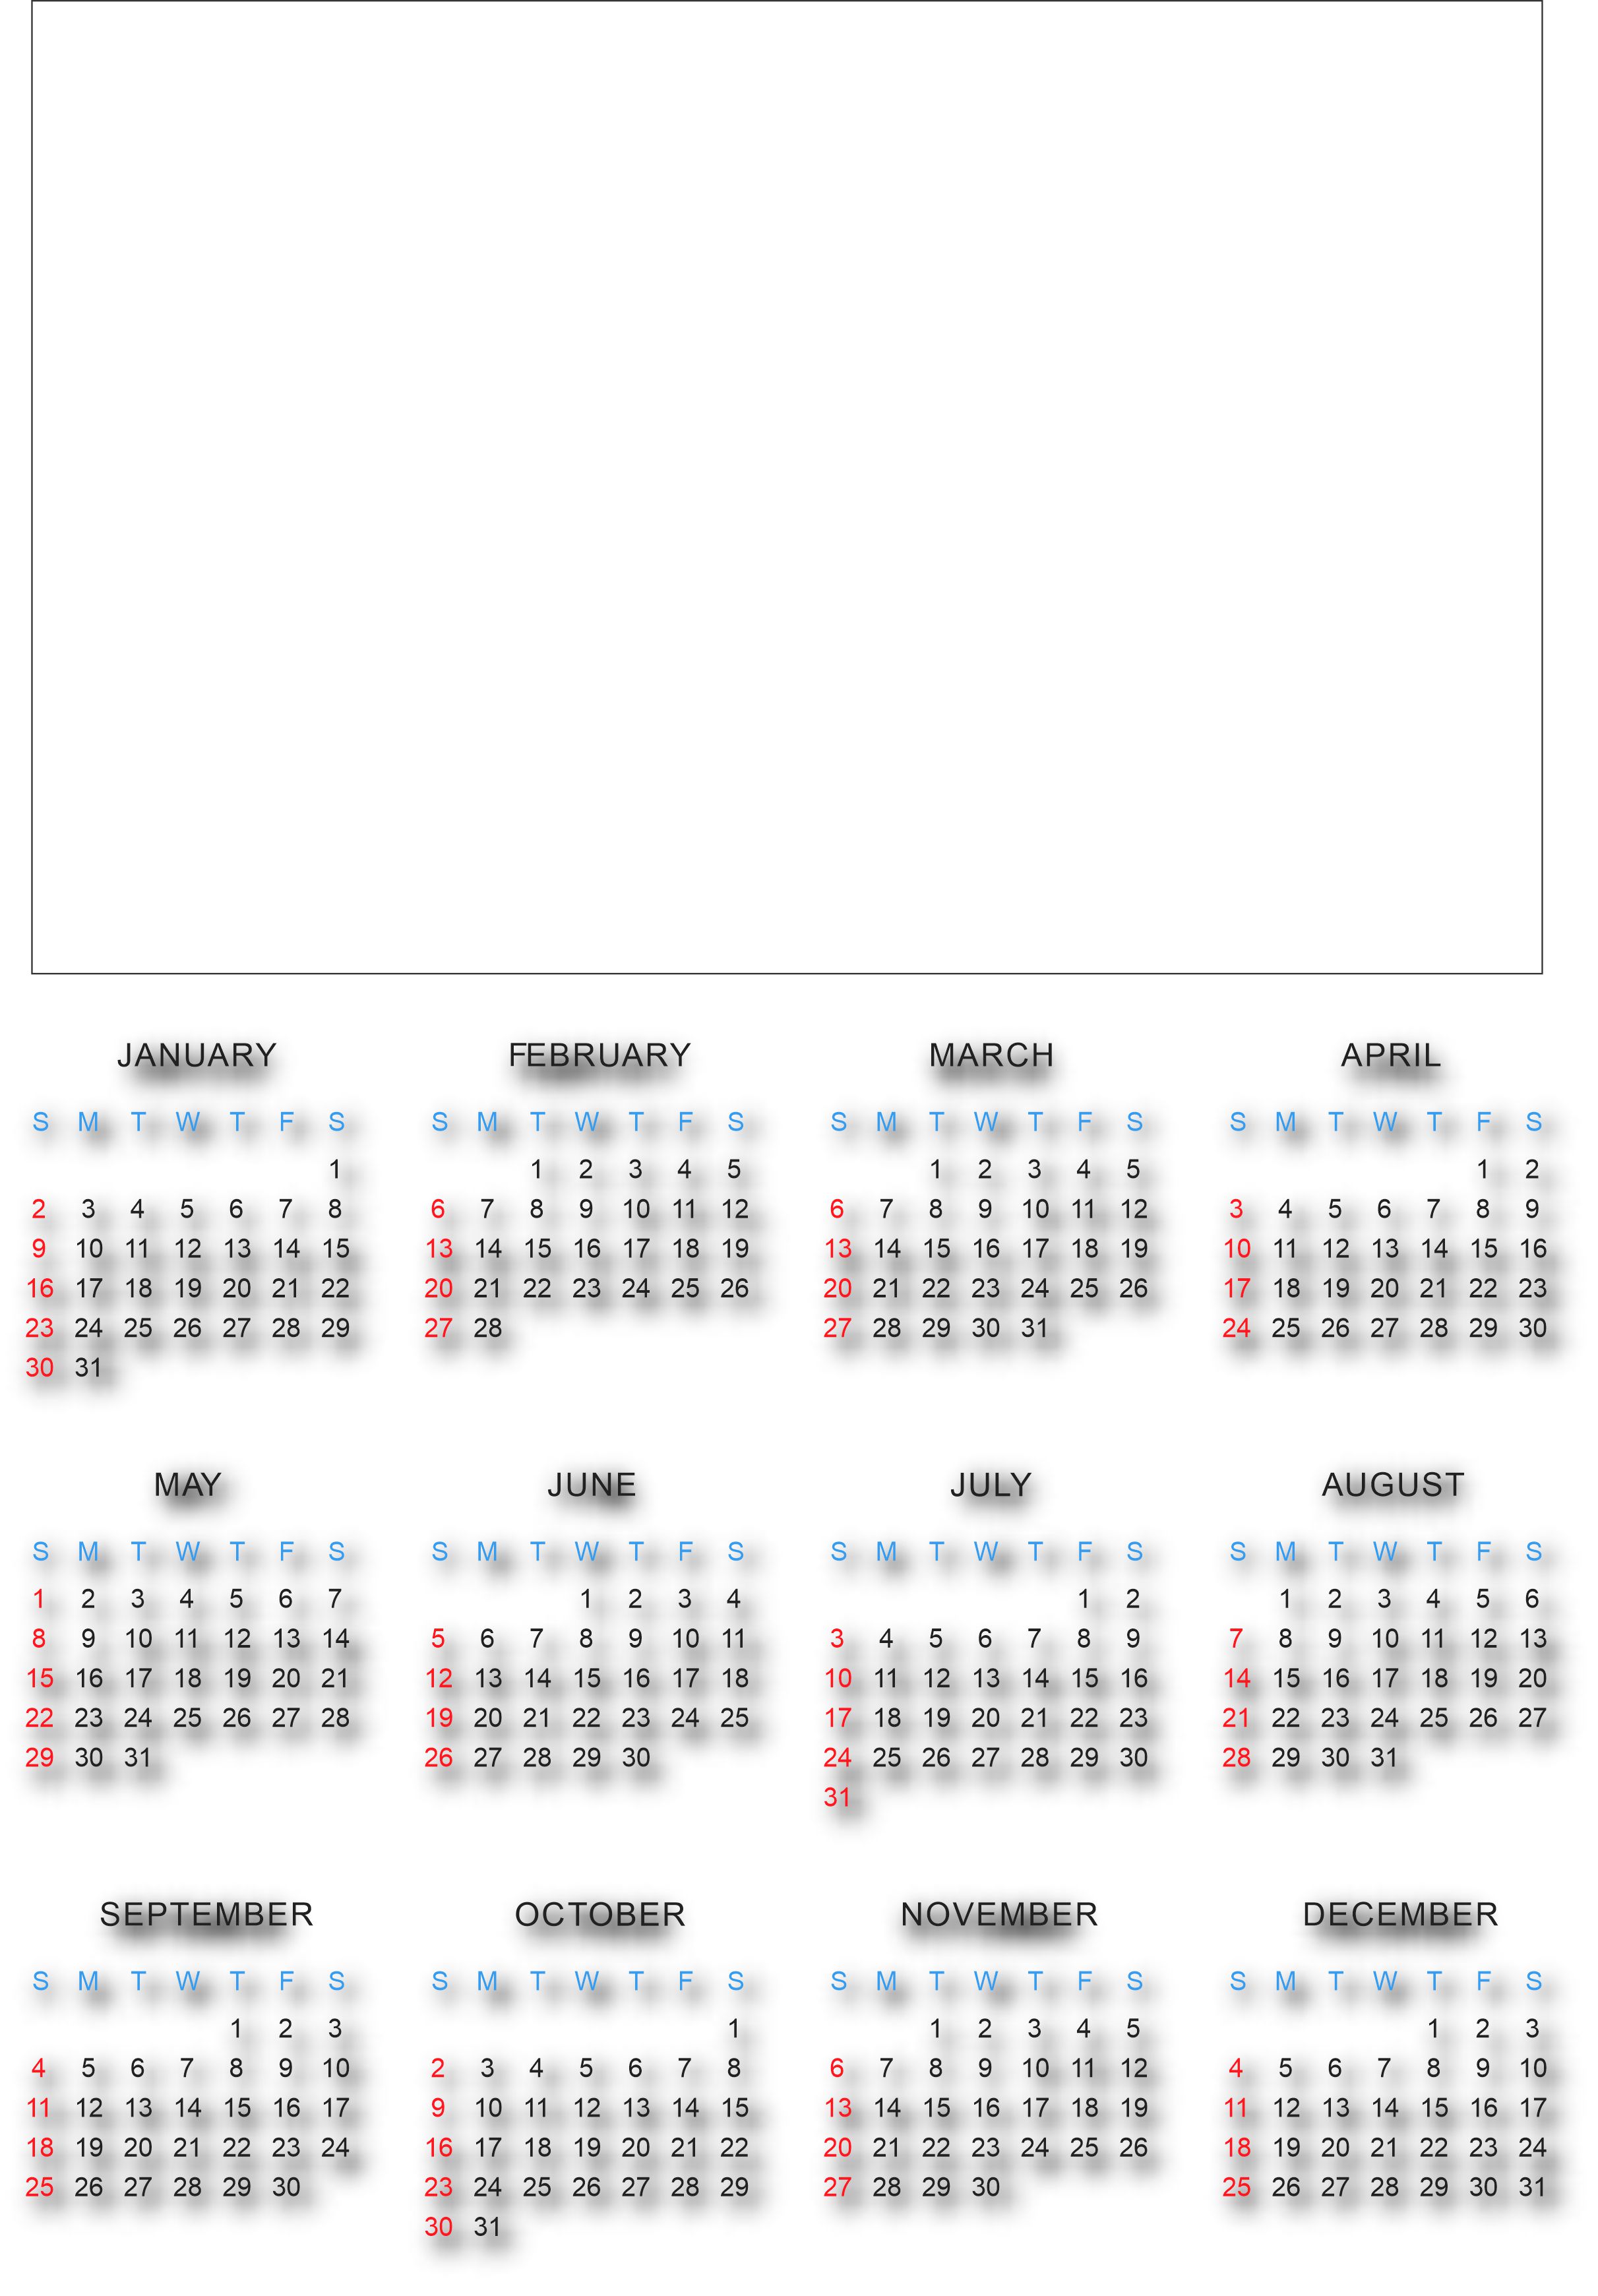 JANUARY FEBRUARY MARCH APRIL
S M T W T F S S M T W T F S S M T W T F S S M T W T F S
1 1 2 3 4 5 1 2 3 4 5 1 2
2 3 4 5 6 7 8 6 7 8 9 10 11 12 6 7 8 9 10 11 12 3 4 5 6 7 8 9
9 10 11 12 13 14 15 13 14 15 16 17 18 19 13 14 15 16 17 18 19 10 11 12 13 14 15 16
16 17 18 19 20 21 22 20 21 22 23 24 25 26 20 21 22 23 24 25 26 17 18 19 20 21 22 23
23 24 25 26 27 28 29 27 28 27 28 29 30 31 24 25 26 27 28 29 30
30 31
MAY JUNE JULY AUGUST
S M T W T F S S M T W T F S S M T W T F S S M T W T F S
1 2 3 4 5 6 7 1 2 3 4 1 2 1 2 3 4 5 6
8 9 10 11 12 13 14 5 6 7 8 9 10 11 3 4 5 6 7 8 9 7 8 9 10 11 12 13
15 16 17 18 19 20 21 12 13 14 15 16 17 18 10 11 12 13 14 15 16 14 15 16 17 18 19 20
22 23 24 25 26 27 28 19 20 21 22 23 24 25 17 18 19 20 21 22 23 21 22 23 24 25 26 27
29 30 31 26 27 28 29 30 24 25 26 27 28 29 30 28 29 30 31
31
SEPTEMBER OCTOBER NOVEMBER DECEMBER
S M T W T F S S M T W T F S S M T W T F S S M T W T F S
1 2 3 1 1 2 3 4 5 1 2 3
4 5 6 7 8 9 10 2 3 4 5 6 7 8 6 7 8 9 10 11 12 4 5 6 7 8 9 10
11 12 13 14 15 16 17 9 10 11 12 13 14 15 13 14 15 16 17 18 19 11 12 13 14 15 16 17
18 19 20 21 22 23 24 16 17 18 19 20 21 22 20 21 22 23 24 25 26 18 19 20 21 22 23 24
25 26 27 28 29 30 23 24 25 26 27 28 29 27 28 29 30 25 26 27 28 29 30 31
30 31